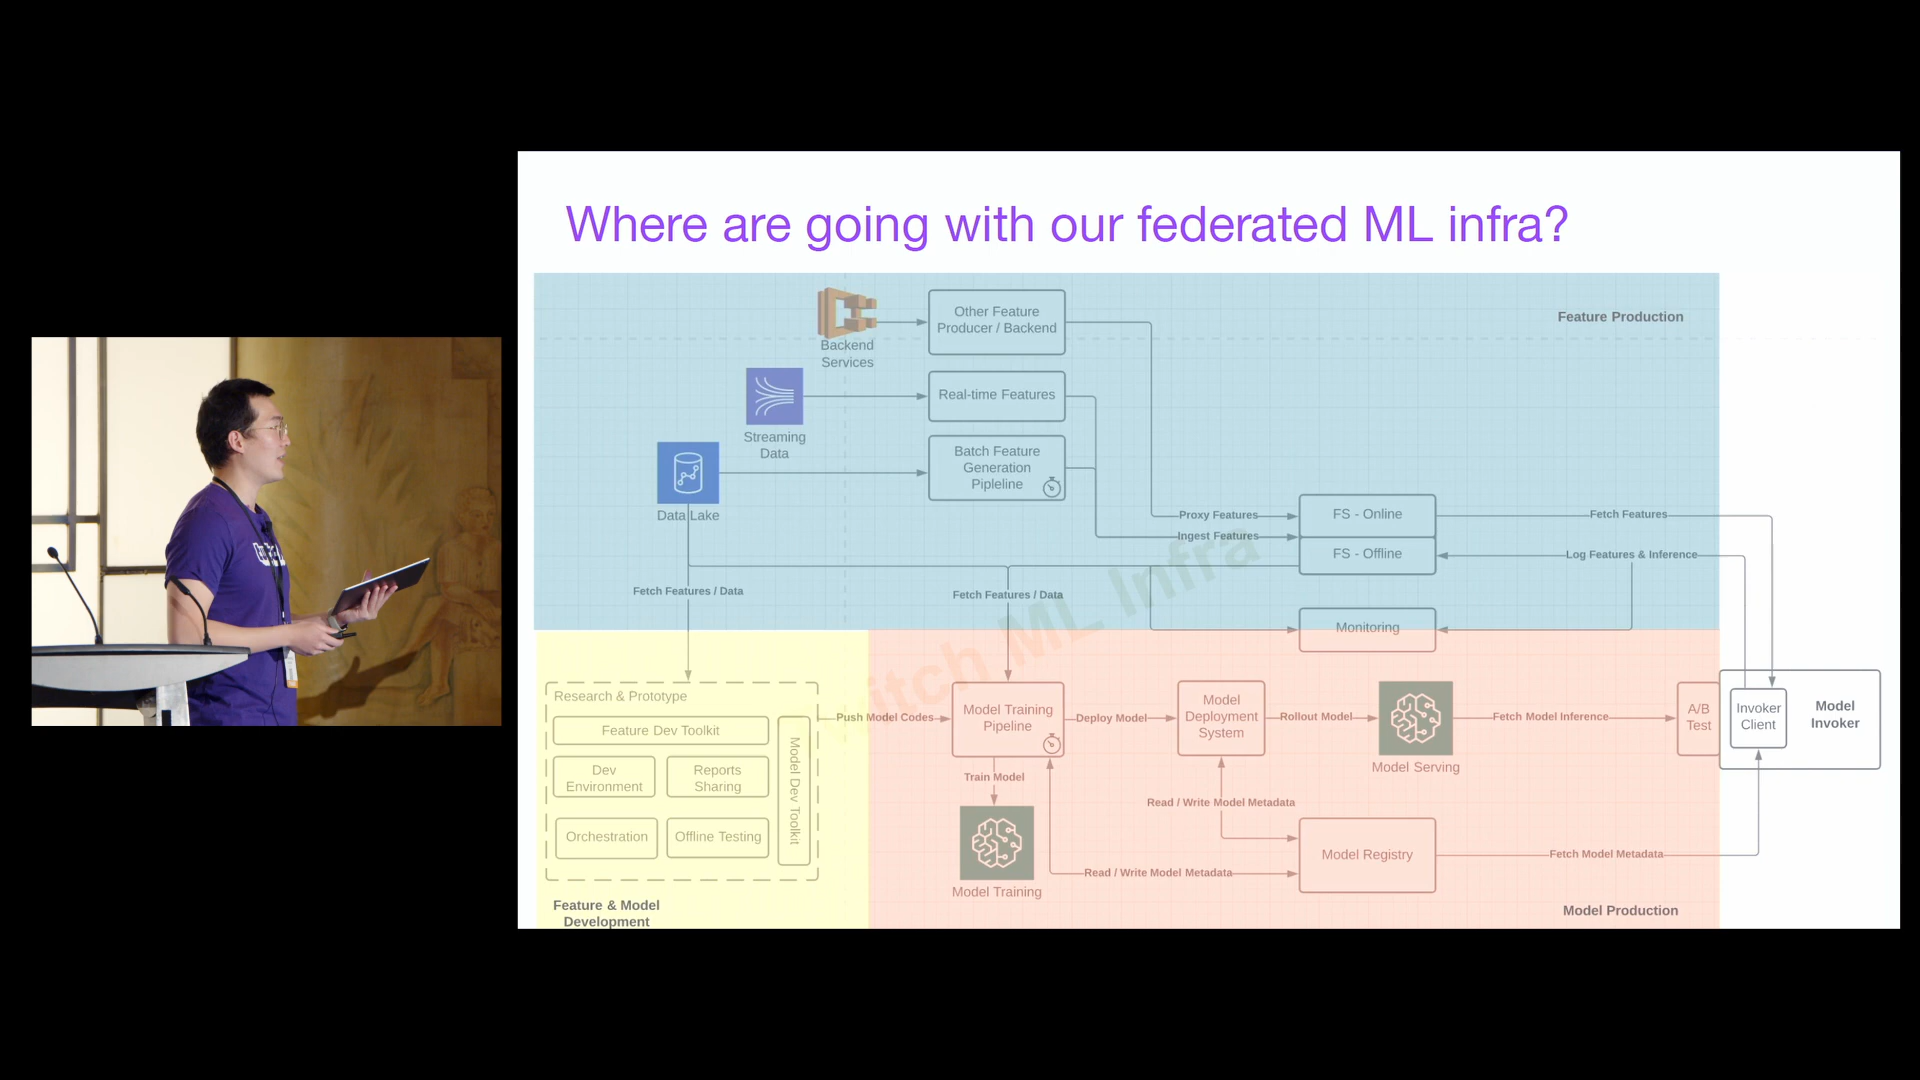 Where are going with our federated ML infra?
Feature Production
Backend
Services
Other Feature
Producer / Backend
Streaming
Data
Real-time Features
Data Lake
Batch Feature
Generation
Pipleline
Proxy Features
Ingest Features
FS - Online
FS - Offline
Fetch Features
Log Features & Inference
Fetch Features / Data
Fetch Features / Data
Monitoring
witch ML Infra
Research & Prototype
Feature Dev Toolkit
Dev
Environment
Reports
Sharing
Orchestration
Offline Testing
Model Dev Toolkit
Feature & Model
Development
Push Model Codes
Model Training
Pipeline
Deploy Model
Model
Deployment
System
Rollout Model
Model Serving
Fetch Model Inference
A/B
Test
Invoker
Client
Model
Invoker
Train Model
Model Training
Read / Write Model Metadata
Read / Write Model Metadata
Model Registry
Fetch Model Metadata
Model Production